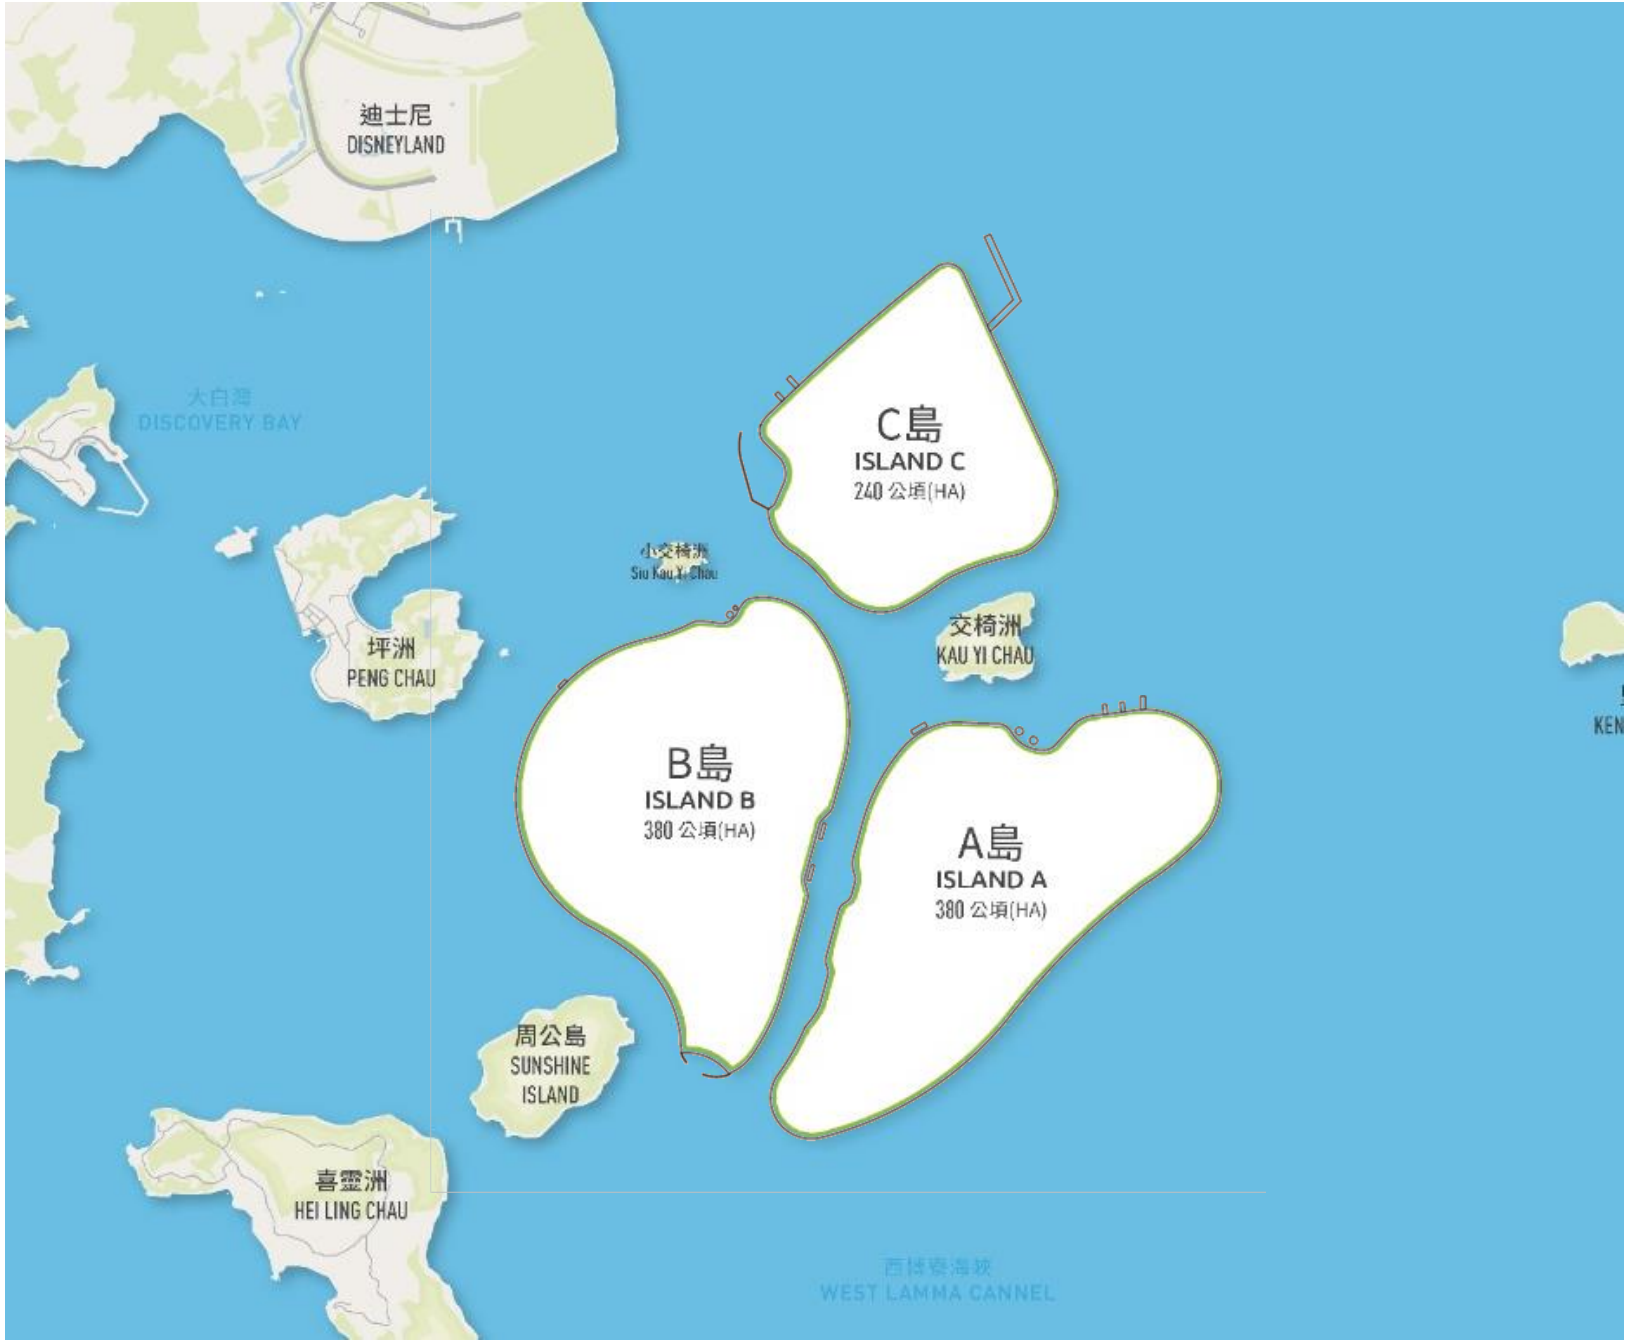 迪士尼
DISNEYLAND
大白灣
DISCOVERY BAY
C島
ISLAND C
240 公頃(HA)
小交椅洲
Siu Kau Yi Chau
交椅洲
KAU YI CHAU
坪洲
PENG CHAU
KEN
B島
ISLAND B
380 公頃(HA)
A島
ISLAND A
380 公頃(HA)
周公島
SUNSHINE
ISLAND
喜靈洲
HEI LING CHAU
西博寮海峽
WEST LAMMA CANNEL